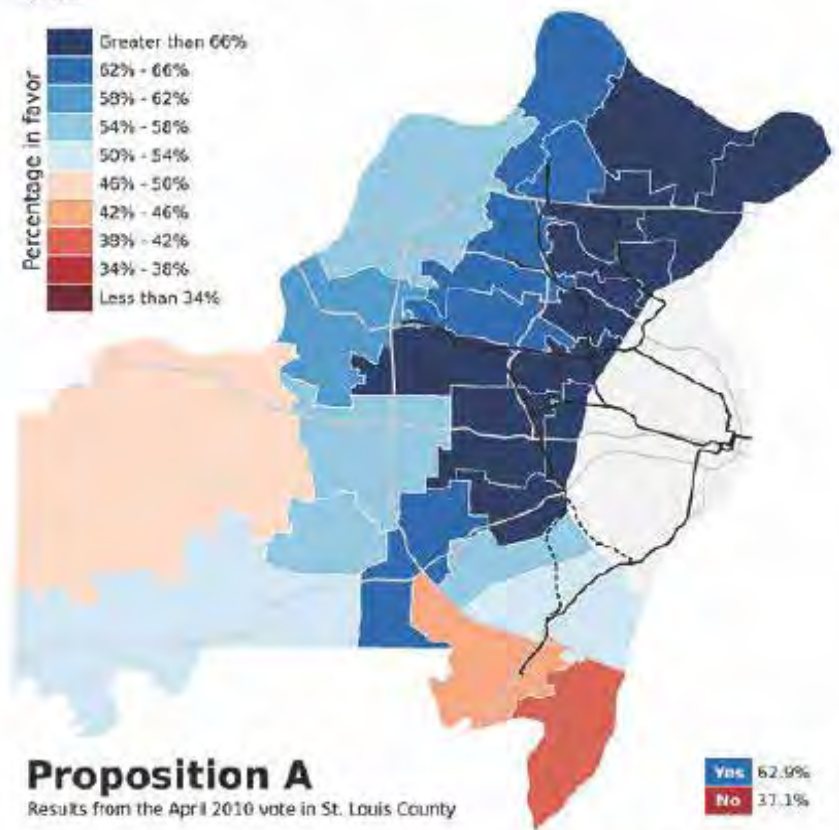 Percentage in favor
Greater than 66%
62% - 66%
58% - 62%
54% - 58%
50% - 54%
46% - 50%
42% - 46%
38% - 42%
34% - 38%
Less than 34%
Proposition A
Results from the April 2010 vote in St. Louis County
Yes 62.9%
No 37.1%